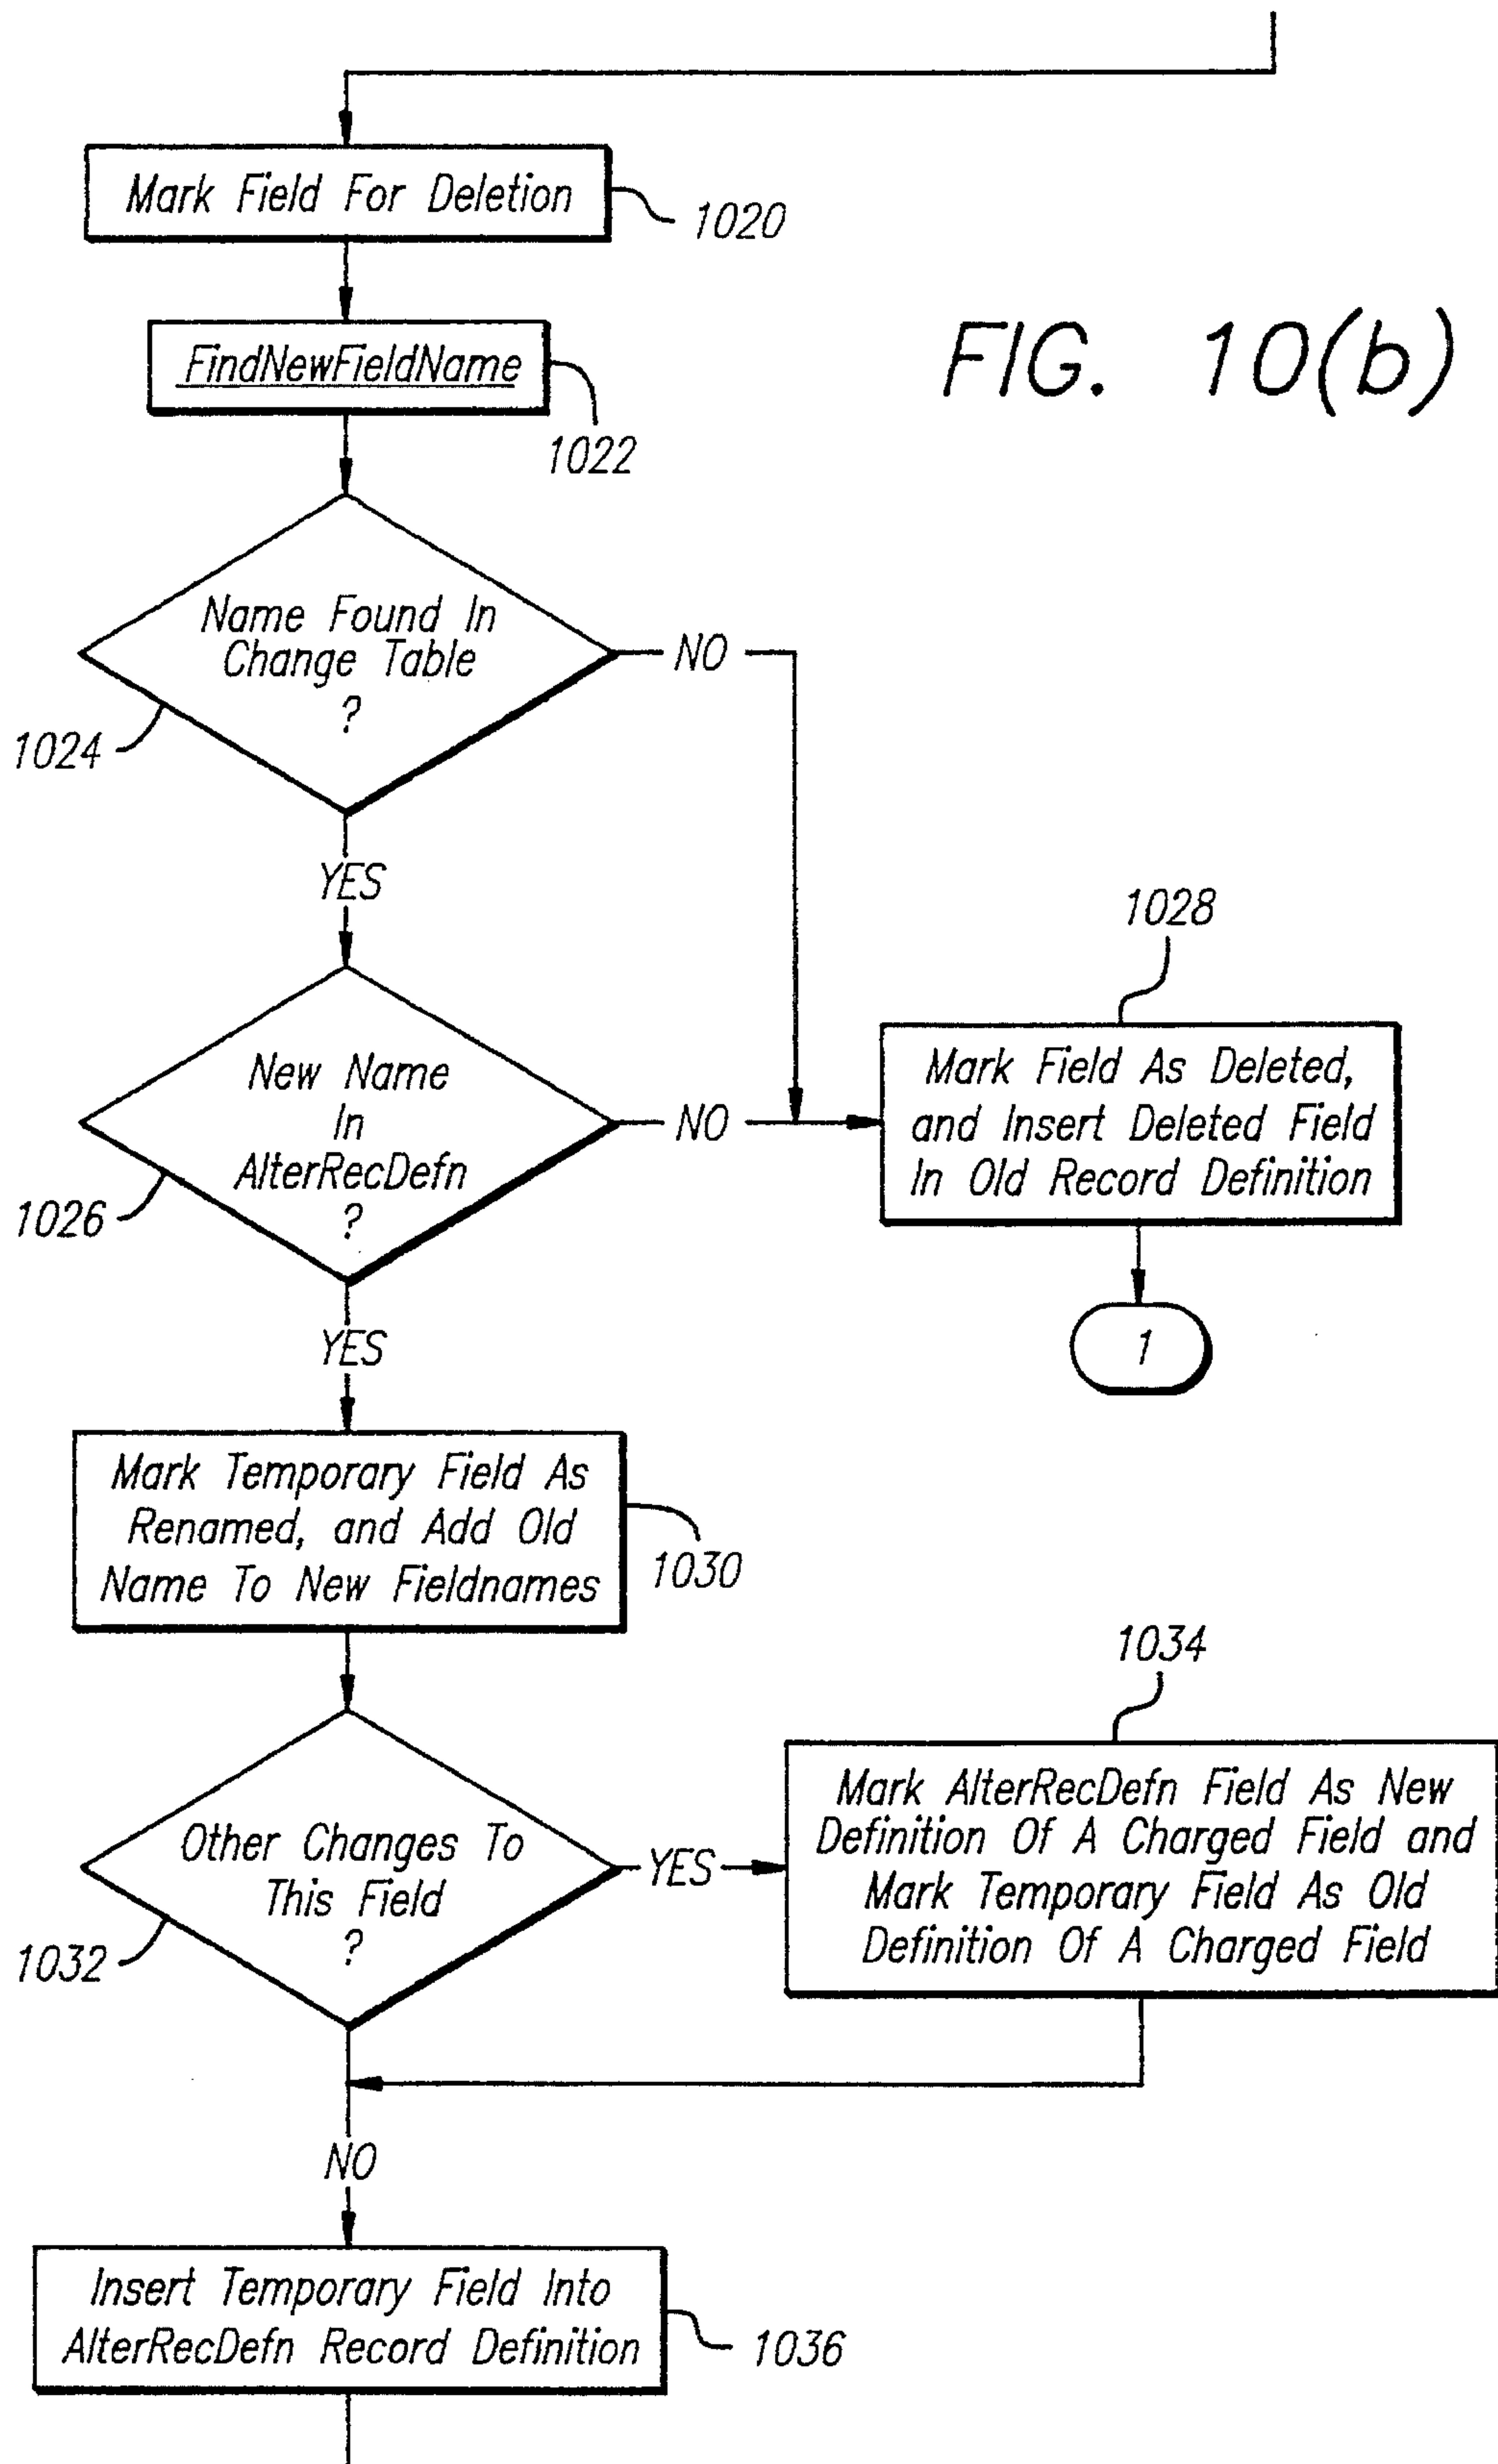 Mark Field For Deletion
1020
FIG. 10(b)
FindNewFieldName
1022
Name Found In
Change Table
?
NO
1024
YES
1028
New Name
In
AlterRecDefn
?
NO
1026
Mark Field As Deleted,
and Insert Deleted Field
In Old Record Definition
1
YES
Mark Temporary Field As
Renamed, and Add Old
Name To New Fieldnames
1030
1034
Other Changes To
This Field
?
YES
1032
Mark AlterRecDefn Field As New
Definition Of A Charged Field and
Mark Temporary Field As Old
Definition Of A Charged Field
NO
Insert Temporary Field Into
AlterRecDefn Record Definition
1036